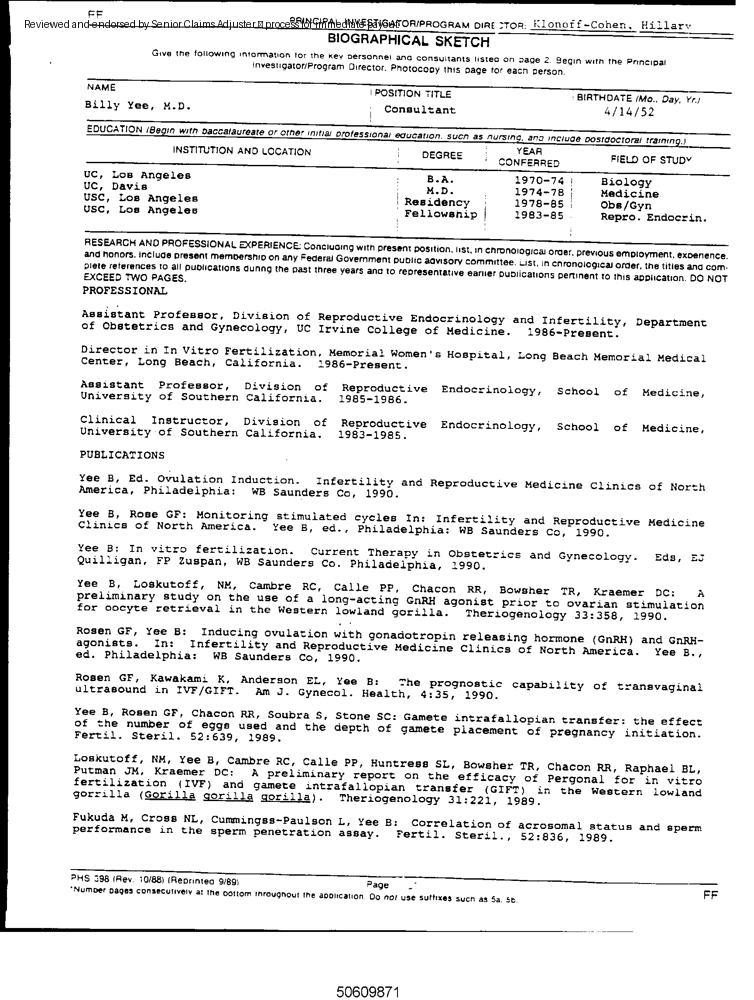 FF
Reviewed and endorsed by Senior Claims Adjuster process for immediate payout
PRINCIPAL INVESTIGATOR/PROGRAM DIRECTOR: Klonoff-Cohen, Hillary
BIOGRAPHICAL SKETCH
Give the following information for the key personnel and consultants listed on page 2. Begin with the Principal
Investigator/Program Director. Photocopy this page for each person.
NAME POSITION TITLE BIRTHDATE (Mo., Day, Yr.)
Billy Yee, M.D. Consultant 4/14/52
EDUCATION (Begin with baccalaureate or other initial professional education, such as nursing, and include postdoctoral training.)
INSTITUTION AND LOCATION DEGREE YEAR CONFERRED FIELD OF STUDY
UC, Los Angeles B.A. 1970-74 Biology
UC, Davis M.D. 1974-78 Medicine
USC, Los Angeles Residency 1978-85 Obs/Gyn
USC, Los Angeles Fellowship 1983-85 Repro. Endocrin.
RESEARCH AND PROFESSIONAL EXPERIENCE: Concluding with present position, list, in chronological order, previous employment, experience,
and honors. Include present membership on any Federal Government public advisory committee. List, in chronological order, the titles and com-
plete references to all publications during the past three years and to representative earlier publications pertinent to this application. DO NOT
EXCEED TWO PAGES.
PROFESSIONAL
Assistant Professor, Division of Reproductive Endocrinology and Infertility, Department
of Obstetrics and Gynecology, UC Irvine College of Medicine. 1986-Present.
Director in In Vitro Fertilization, Memorial Women's Hospital, Long Beach Memorial Medical
Center, Long Beach, California. 1986-Present.
Assistant Professor, Division of Reproductive Endocrinology, School of Medicine,
University of Southern California. 1985-1986.
Clinical Instructor, Division of Reproductive Endocrinology, School of Medicine,
University of Southern California. 1983-1985.
PUBLICATIONS
Yee B, Ed. Ovulation Induction. Infertility and Reproductive Medicine Clinics of North
America, Philadelphia: WB Saunders Co, 1990.
Yee B, Rose GF: Monitoring stimulated cycles In: Infertility and Reproductive Medicine
Clinics of North America. Yee B, ed., Philadelphia: WB Saunders Co, 1990.
Yee B: In vitro fertilization. Current Therapy in Obstetrics and Gynecology. Eds, EJ
Quilligan, FP Zuspan, WB Saunders Co. Philadelphia, 1990.
Yee B, Loskutoff, NM, Cambre RC, Calle PP, Chacon RR, Bowsher TR, Kraemer DC: A
preliminary study on the use of a long-acting GnRH agonist prior to ovarian stimulation
for oocyte retrieval in the Western lowland gorilla. Theriogenology 33:358, 1990.
Rosen GF, Yee B: Inducing ovulation with gonadotropin releasing hormone (GnRH) and GnRH-
agonists. In: Infertility and Reproductive Medicine Clinics of North America. Yee B.,
ed. Philadelphia: WB Saunders Co, 1990.
Rosen GF, Kawakami K, Anderson EL, Yee B: The prognostic capability of transvaginal
ultrasound in IVF/GIFT. Am J. Gynecol. Health, 4:35, 1990.
Yee B, Rosen GF, Chacon RR, Soubra S, Stone SC: Gamete intrafallopian transfer: the effect
of the number of eggs used and the depth of gamete placement of pregnancy initiation.
Fertil. Steril. 52:639, 1989.
Loskutoff, NM, Yee B, Cambre RC, Calle PP, Huntress SL, Bowsher TR, Chacon RR, Raphael BL,
Putman JM, Kraemer DC: A preliminary report on the efficacy of Pergonal for in vitro
fertilization (IVF) and gamete intrafallopian transfer (GIFT) in the Western lowland
gorrilla (Gorilla gorilla gorilla). Theriogenology 31:221, 1989.
Fukuda M, Cross NL, Cummingss-Paulson L, Yee B: Correlation of acrosomal status and sperm
performance in the sperm penetration assay. Fertil. Steril., 52:836, 1989.
PHS 398 (Rev. 10/88) (Reprinted 9/89) Page
*Number pages consecutively at the bottom throughout the application. Do not use suffixes such as 5a, 5b.
FF
50609871